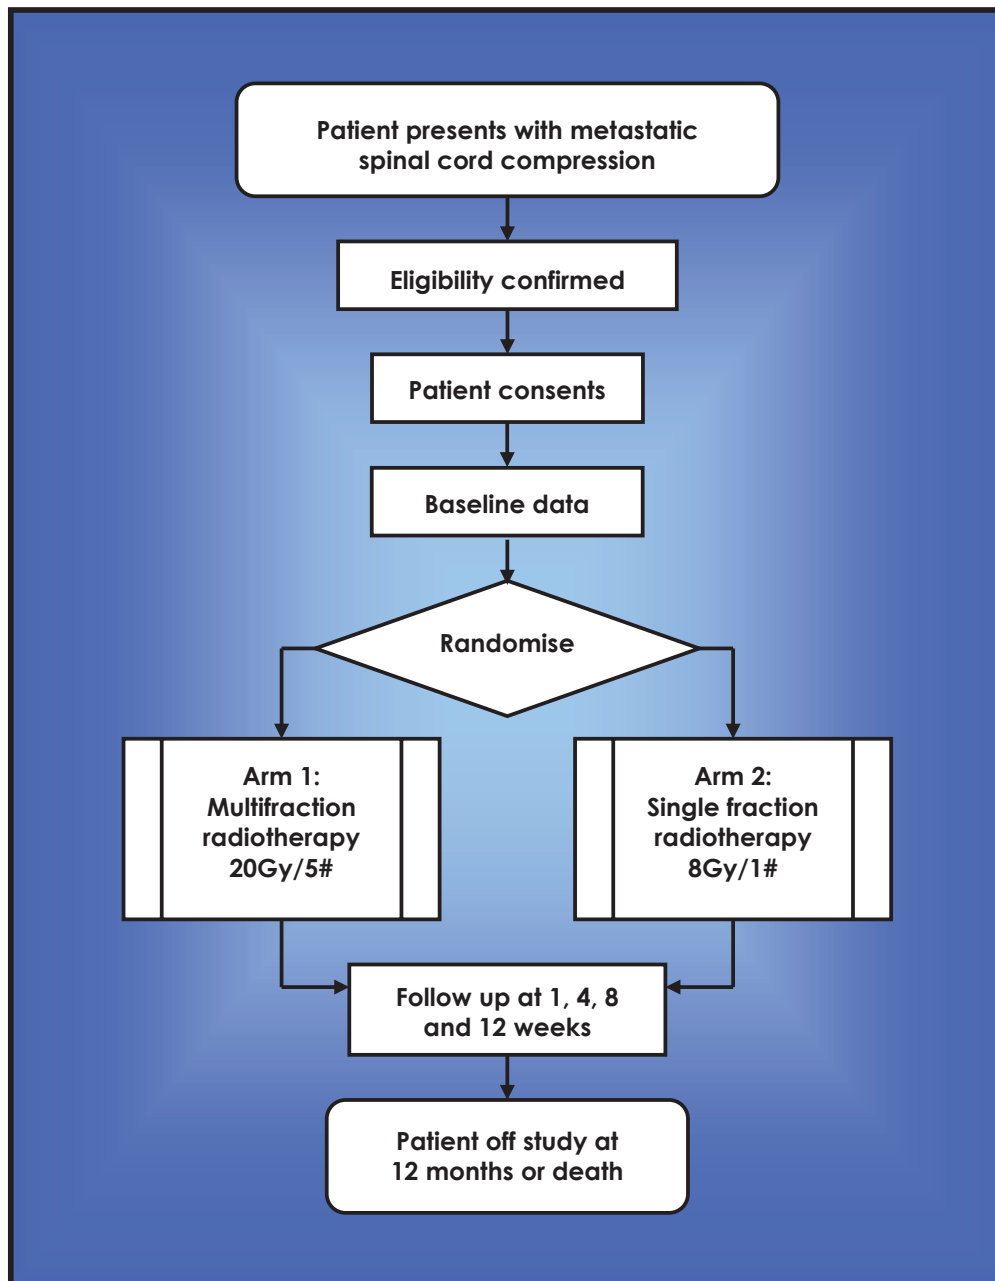 Patient presents with metastatic
spinal cord compression
Eligibility confirmed
Patient consents
Baseline data
Randomise
Arm 1:
Multifraction
radiotherapy
20Gy/5#
Arm 2:
Single fraction
radiotherapy
8Gy/1#
Follow up at 1, 4, 8
and 12 weeks
Patient off study at
12 months or death